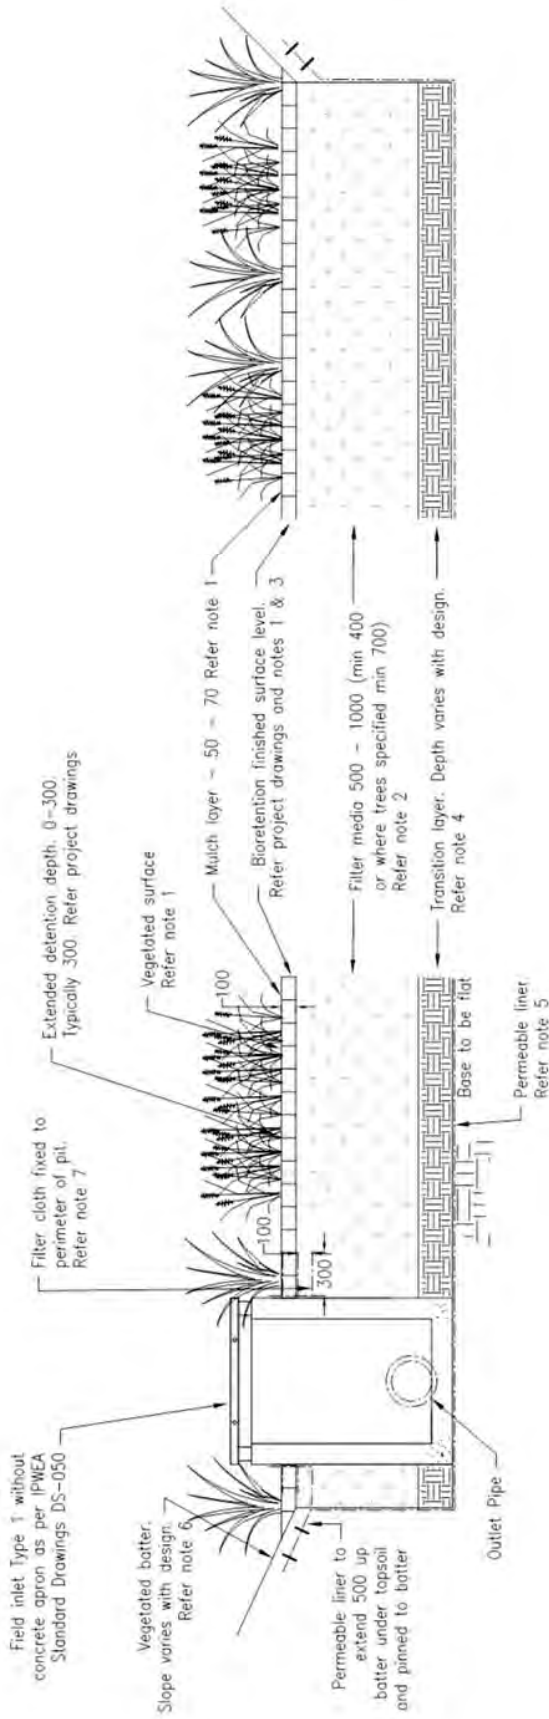 Field inlet Type 1 without
concrete apron as per IPWEA
Standard Drawings DS-050
Filter cloth fixed to
perimeter of pit.
Refer note 7
Extended detention depth. 0-300.
Typically 300. Refer project drawings
Vegetated batter.
Slope varies with design.
Refer note 6
Vegetated surface
Refer note 1
Mulch layer - 50 - 70 Refer note 1
Bioretention finished surface level.
Refer project drawings and notes 1 & 3
100
100
300
Filter media 500 - 1000 (min 400
or where trees specified min 700)
Refer note 2
Permeable liner to
extend 500 up
batter under topsoil
and pinned to batter
Transition layer. Depth varies with design.
Refer note 4
Base to be flat
Outlet Pipe
Permeable liner
Refer note 5